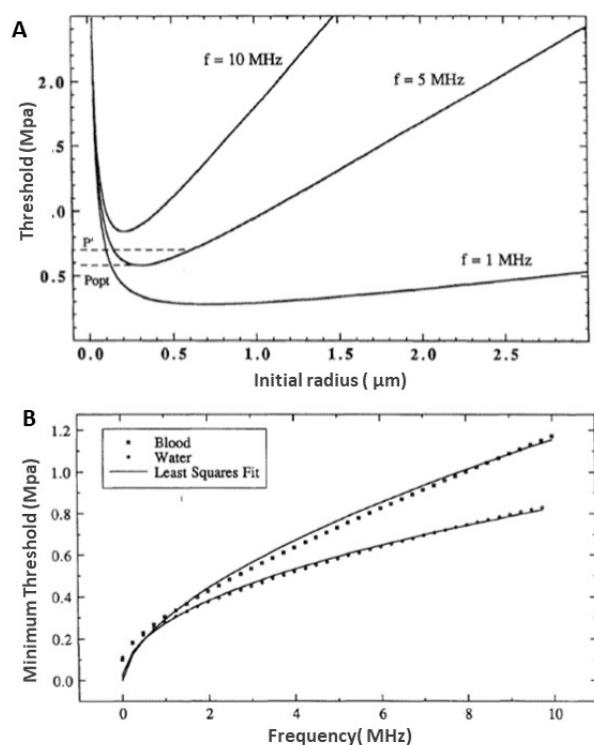 A
f = 10 MHz
f = 5 MHz
2.0
.5
.0
P'
Popt
0.5
f = 1 MHz
Threshold (Mpa)
0.0 0.5 1.0 1.5 2.0 2.5
Initial radius ( µm)
B
1.2
1.0
0.8
0.6
0.4
0.2
0.0
Blood
Water
Least Squares Fit
Minimum Threshold (Mpa)
0 2 4 6 8 10
Frequency( MHz)